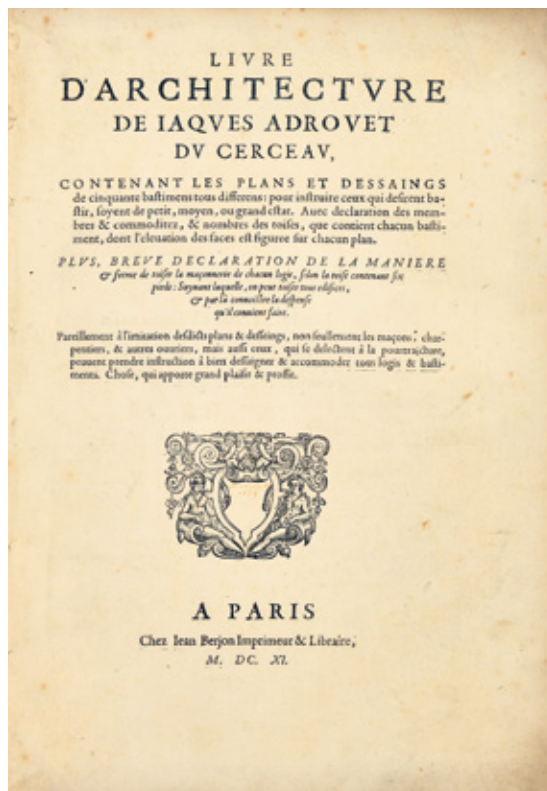 LIVRE
D'ARCHITECTVRE
DE IAQVES ADROVET
DV CERCEAV,
CONTENANT LES PLANS ET DESSAINGS
de cinquante bastimens tous differens: pour instruire ceux qui desirent ba-
stir, soyent de petit, moyen, ou grand estat. Auec declaration des mem-
bres & commoditez, & nombres des toises, que contient chacun basti-
ment, dont l'eleuation des faces est figuree sur chacun plan.
PLVS, BREVE DECLARATION DE LA MANIERE
& forme de toiser la maçonnerie de chacun logis, selon la toise contenant six
pieds: Suyuant laquelle, on peut toiser tous edifices,
& par là connoistre la despense
qu'il conuient faire.
Pareillement à l'imitation desdicts plans & desseings, non seullement les maçons, char-
pentiers, & autres ouuriers, mais aussi ceux, qui se delectent à la pourtraicture,
peuuent prendre instruction à bien desseigner & accommoder tous logis & basti-
ments. Chose, qui apporte grand plaisir & profit.
A PARIS
Chez Iean Berjon Imprimeur & Libraire,
M. DC. XI.